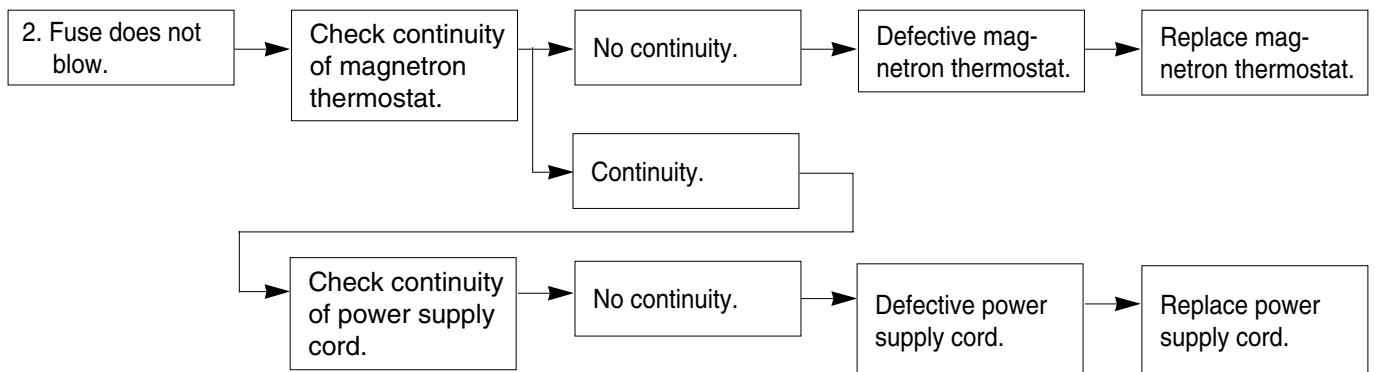 2. Fuse does not
blow.
Check continuity
of magnetron
thermostat.
No continuity.
Defective mag-
netron thermostat.
Replace mag-
netron thermostat.
Continuity.
Check continuity
of power supply
cord.
No continuity.
Defective power
supply cord.
Replace power
supply cord.